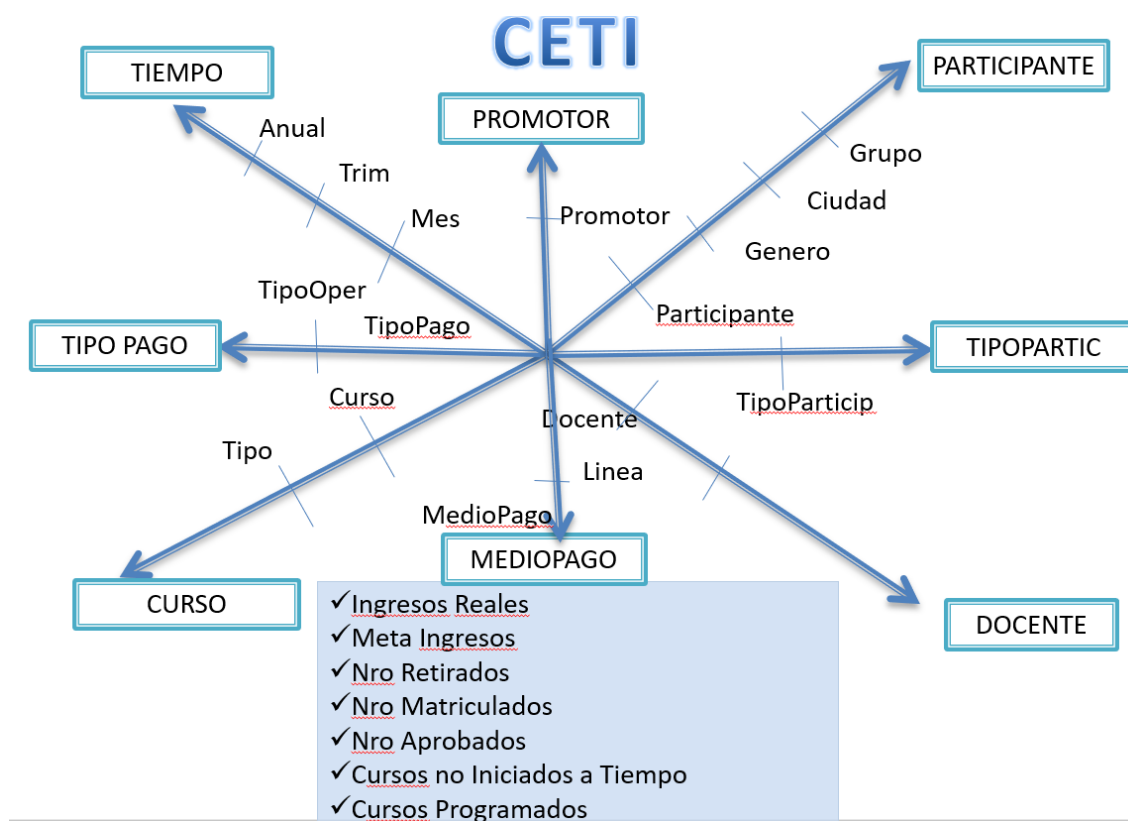 CETI
TIEMPO
PROMOTOR
PARTICIPANTE
Anual
Trim
Mes
Promotor
Grupo
Ciudad
Genero
Participante
TipoOper
TipoPago
TIPO PAGO
TIPOPARTIC
TipoParticip
Curso
Tipo
Docente
Linea
MedioPago
MEDIOPAGO
CURSO
DOCENTE
✓Ingresos Reales
✓Meta Ingresos
✓Nro Retirados
✓Nro Matriculados
✓Nro Aprobados
✓Cursos no Iniciados a Tiempo
✓Cursos Programados